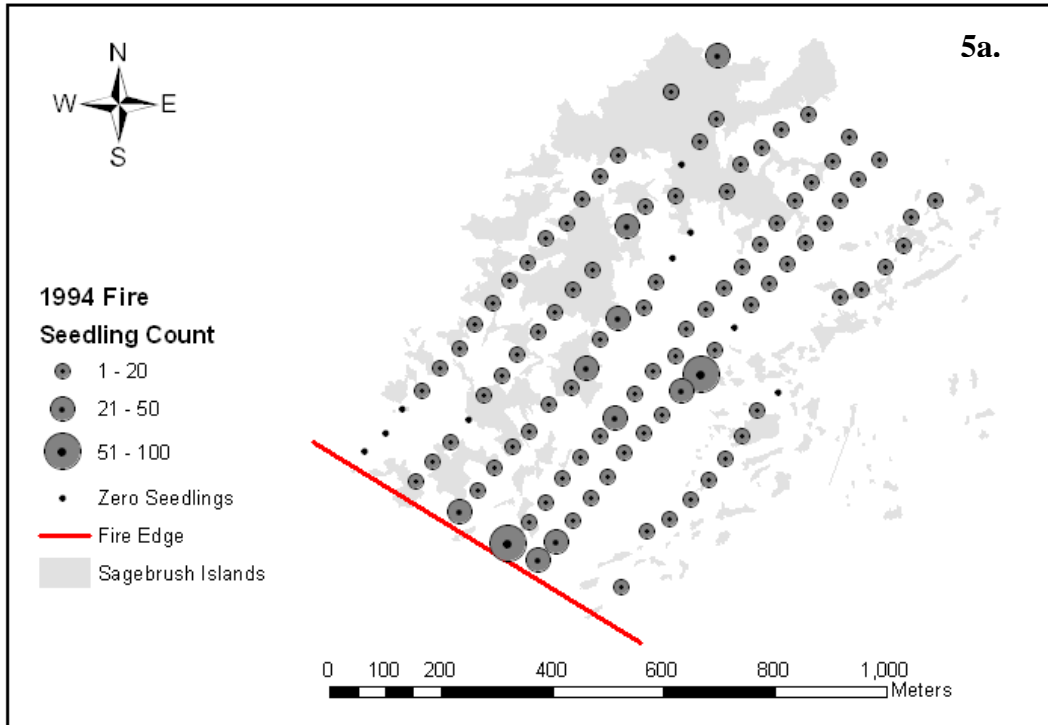 5a.
N
W E
S
1994 Fire
Seedling Count
1 - 20
21 - 50
51 - 100
Zero Seedlings
Fire Edge
Sagebrush Islands
0 100 200 400 600 800 1,000
Meters